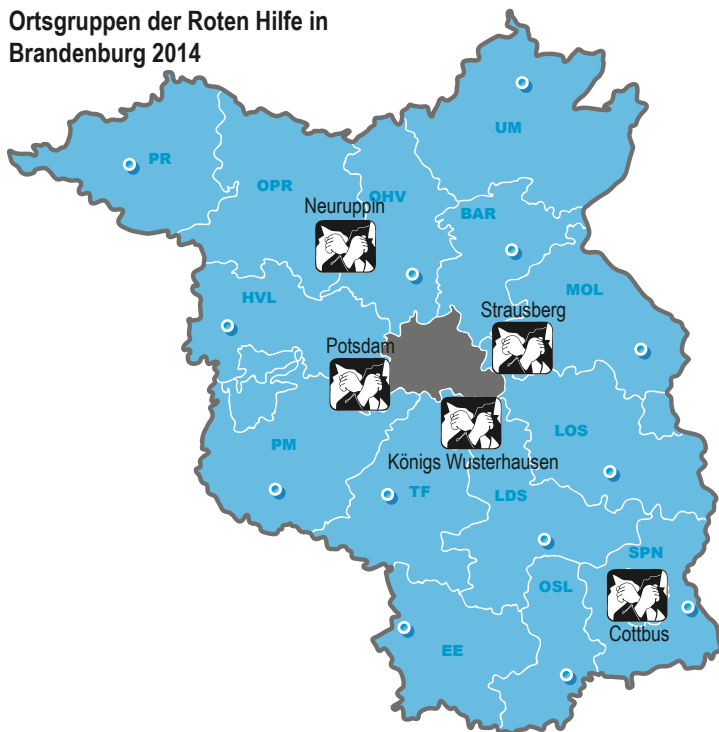 Ortsgruppen der Roten Hilfe in
Brandenburg 2014
UM
PR
OPR
OHV
Neuruppin
BAR
HVL
MOL
Strausberg
Potsdam
PM
LOS
Königs Wusterhausen
TF
LDS
SPN
OSL
Cottbus
EE